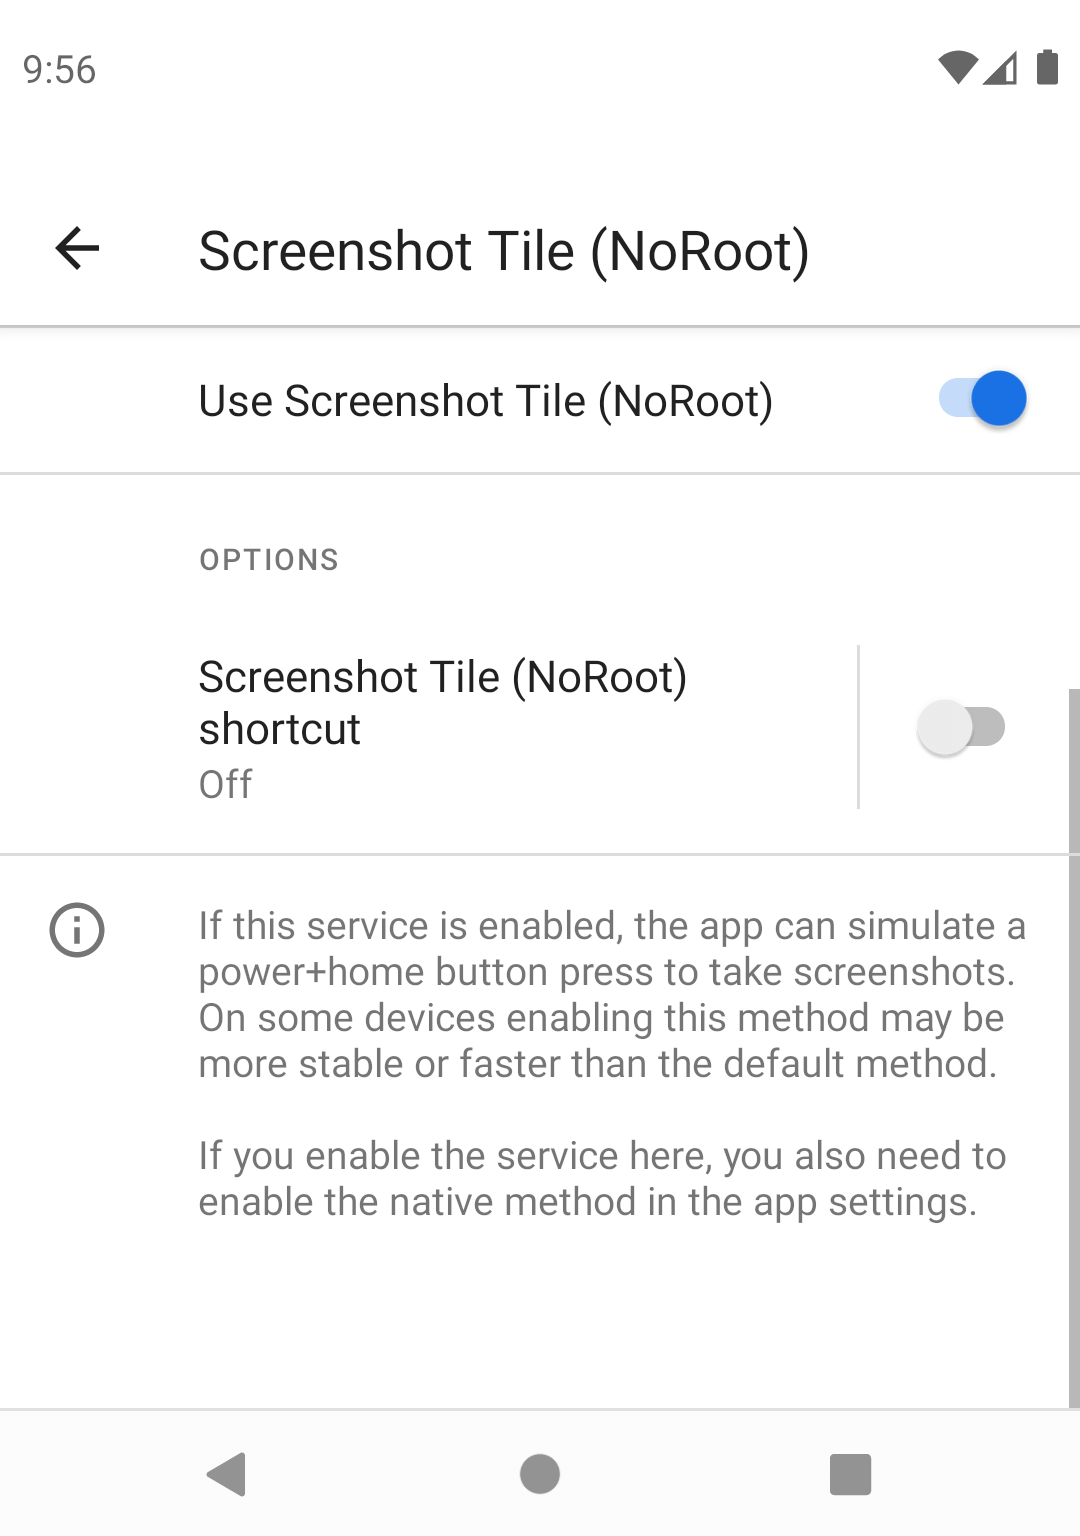 9:56
Screenshot Tile (NoRoot)
Use Screenshot Tile (NoRoot)
OPTIONS
Screenshot Tile (NoRoot)
shortcut
Off
If this service is enabled, the app can simulate a
power+home button press to take screenshots.
On some devices enabling this method may be
more stable or faster than the default method.
If you enable the service here, you also need to
enable the native method in the app settings.